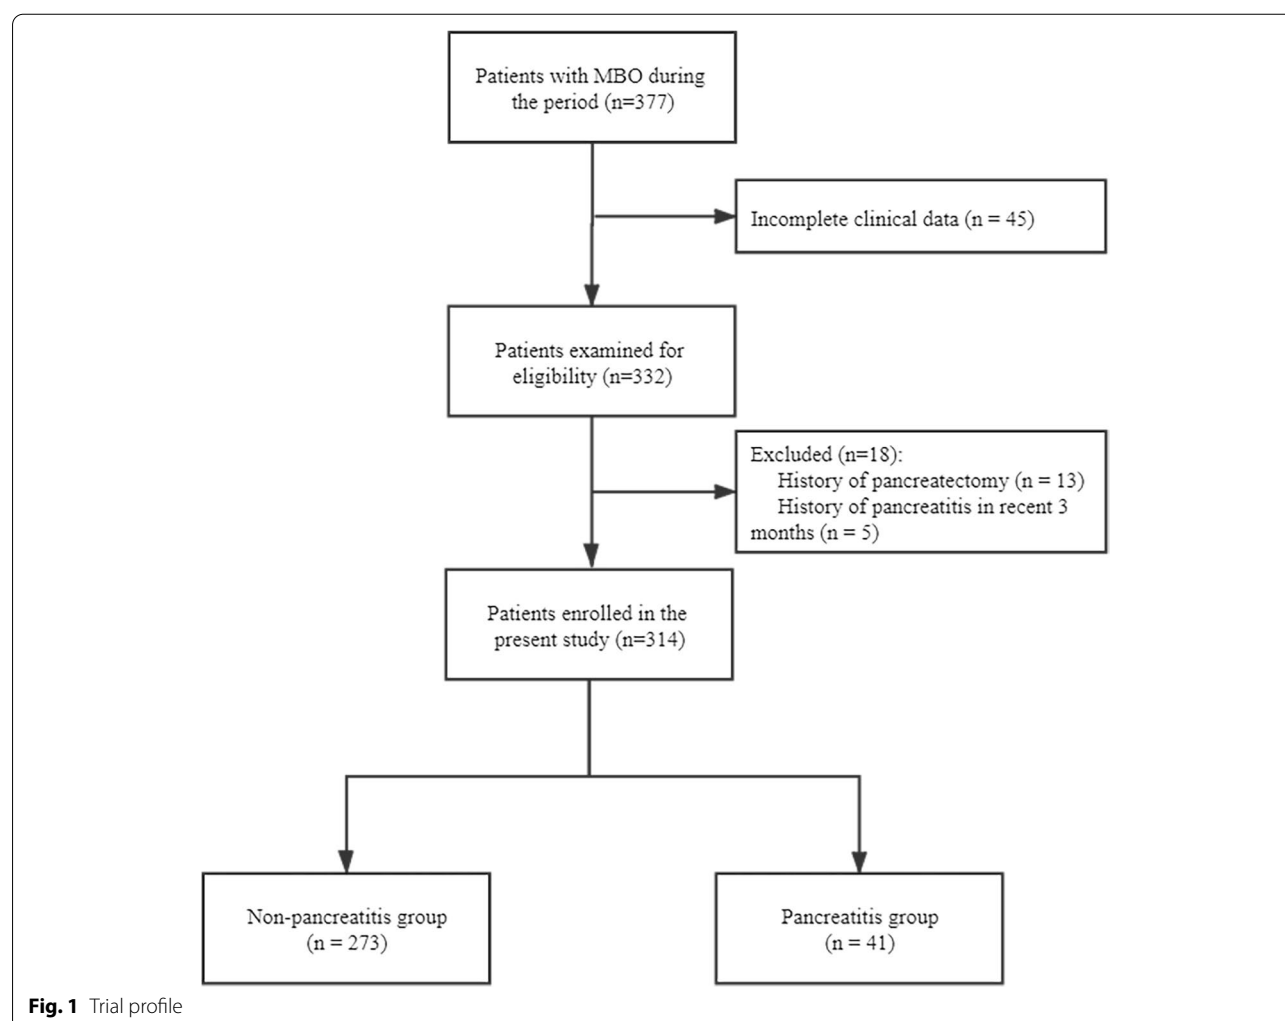 Patients with MBO during
the period (n=377)
Incomplete clinical data (n = 45)
Patients examined for
eligibility (n=332)
Excluded (n=18):
History of pancreatectomy (n = 13)
History of pancreatitis in recent 3
months (n = 5)
Patients enrolled in the
present study (n=314)
Non-pancreatitis group
(n = 273)
Pancreatitis group
(n = 41)
Fig. 1 Trial profile